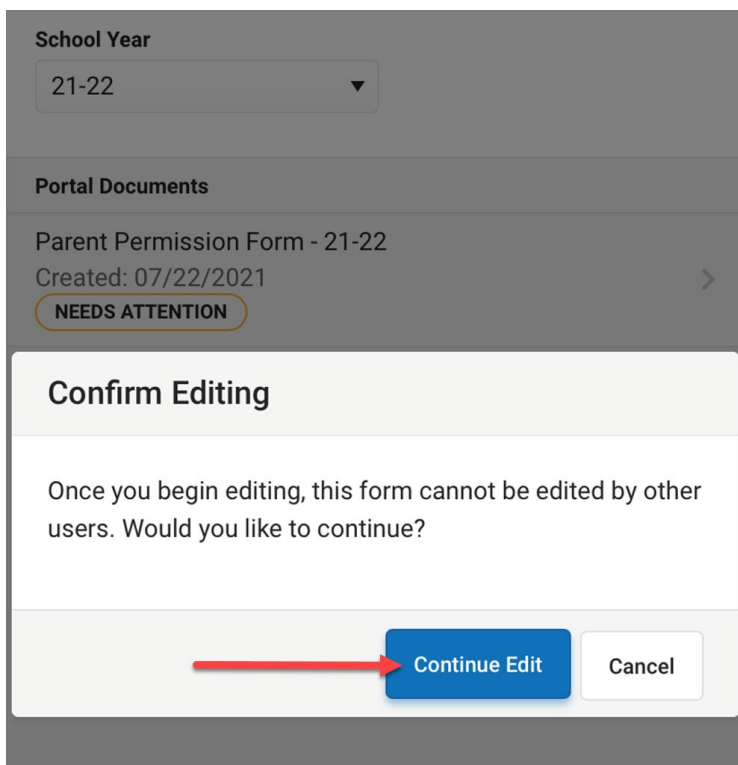 School Year
21-22
Portal Documents
Parent Permission Form - 21-22
Created: 07/22/2021
NEEDS ATTENTION
Confirm Editing
Once you begin editing, this form cannot be edited by other
users. Would you like to continue?
Continue Edit Cancel